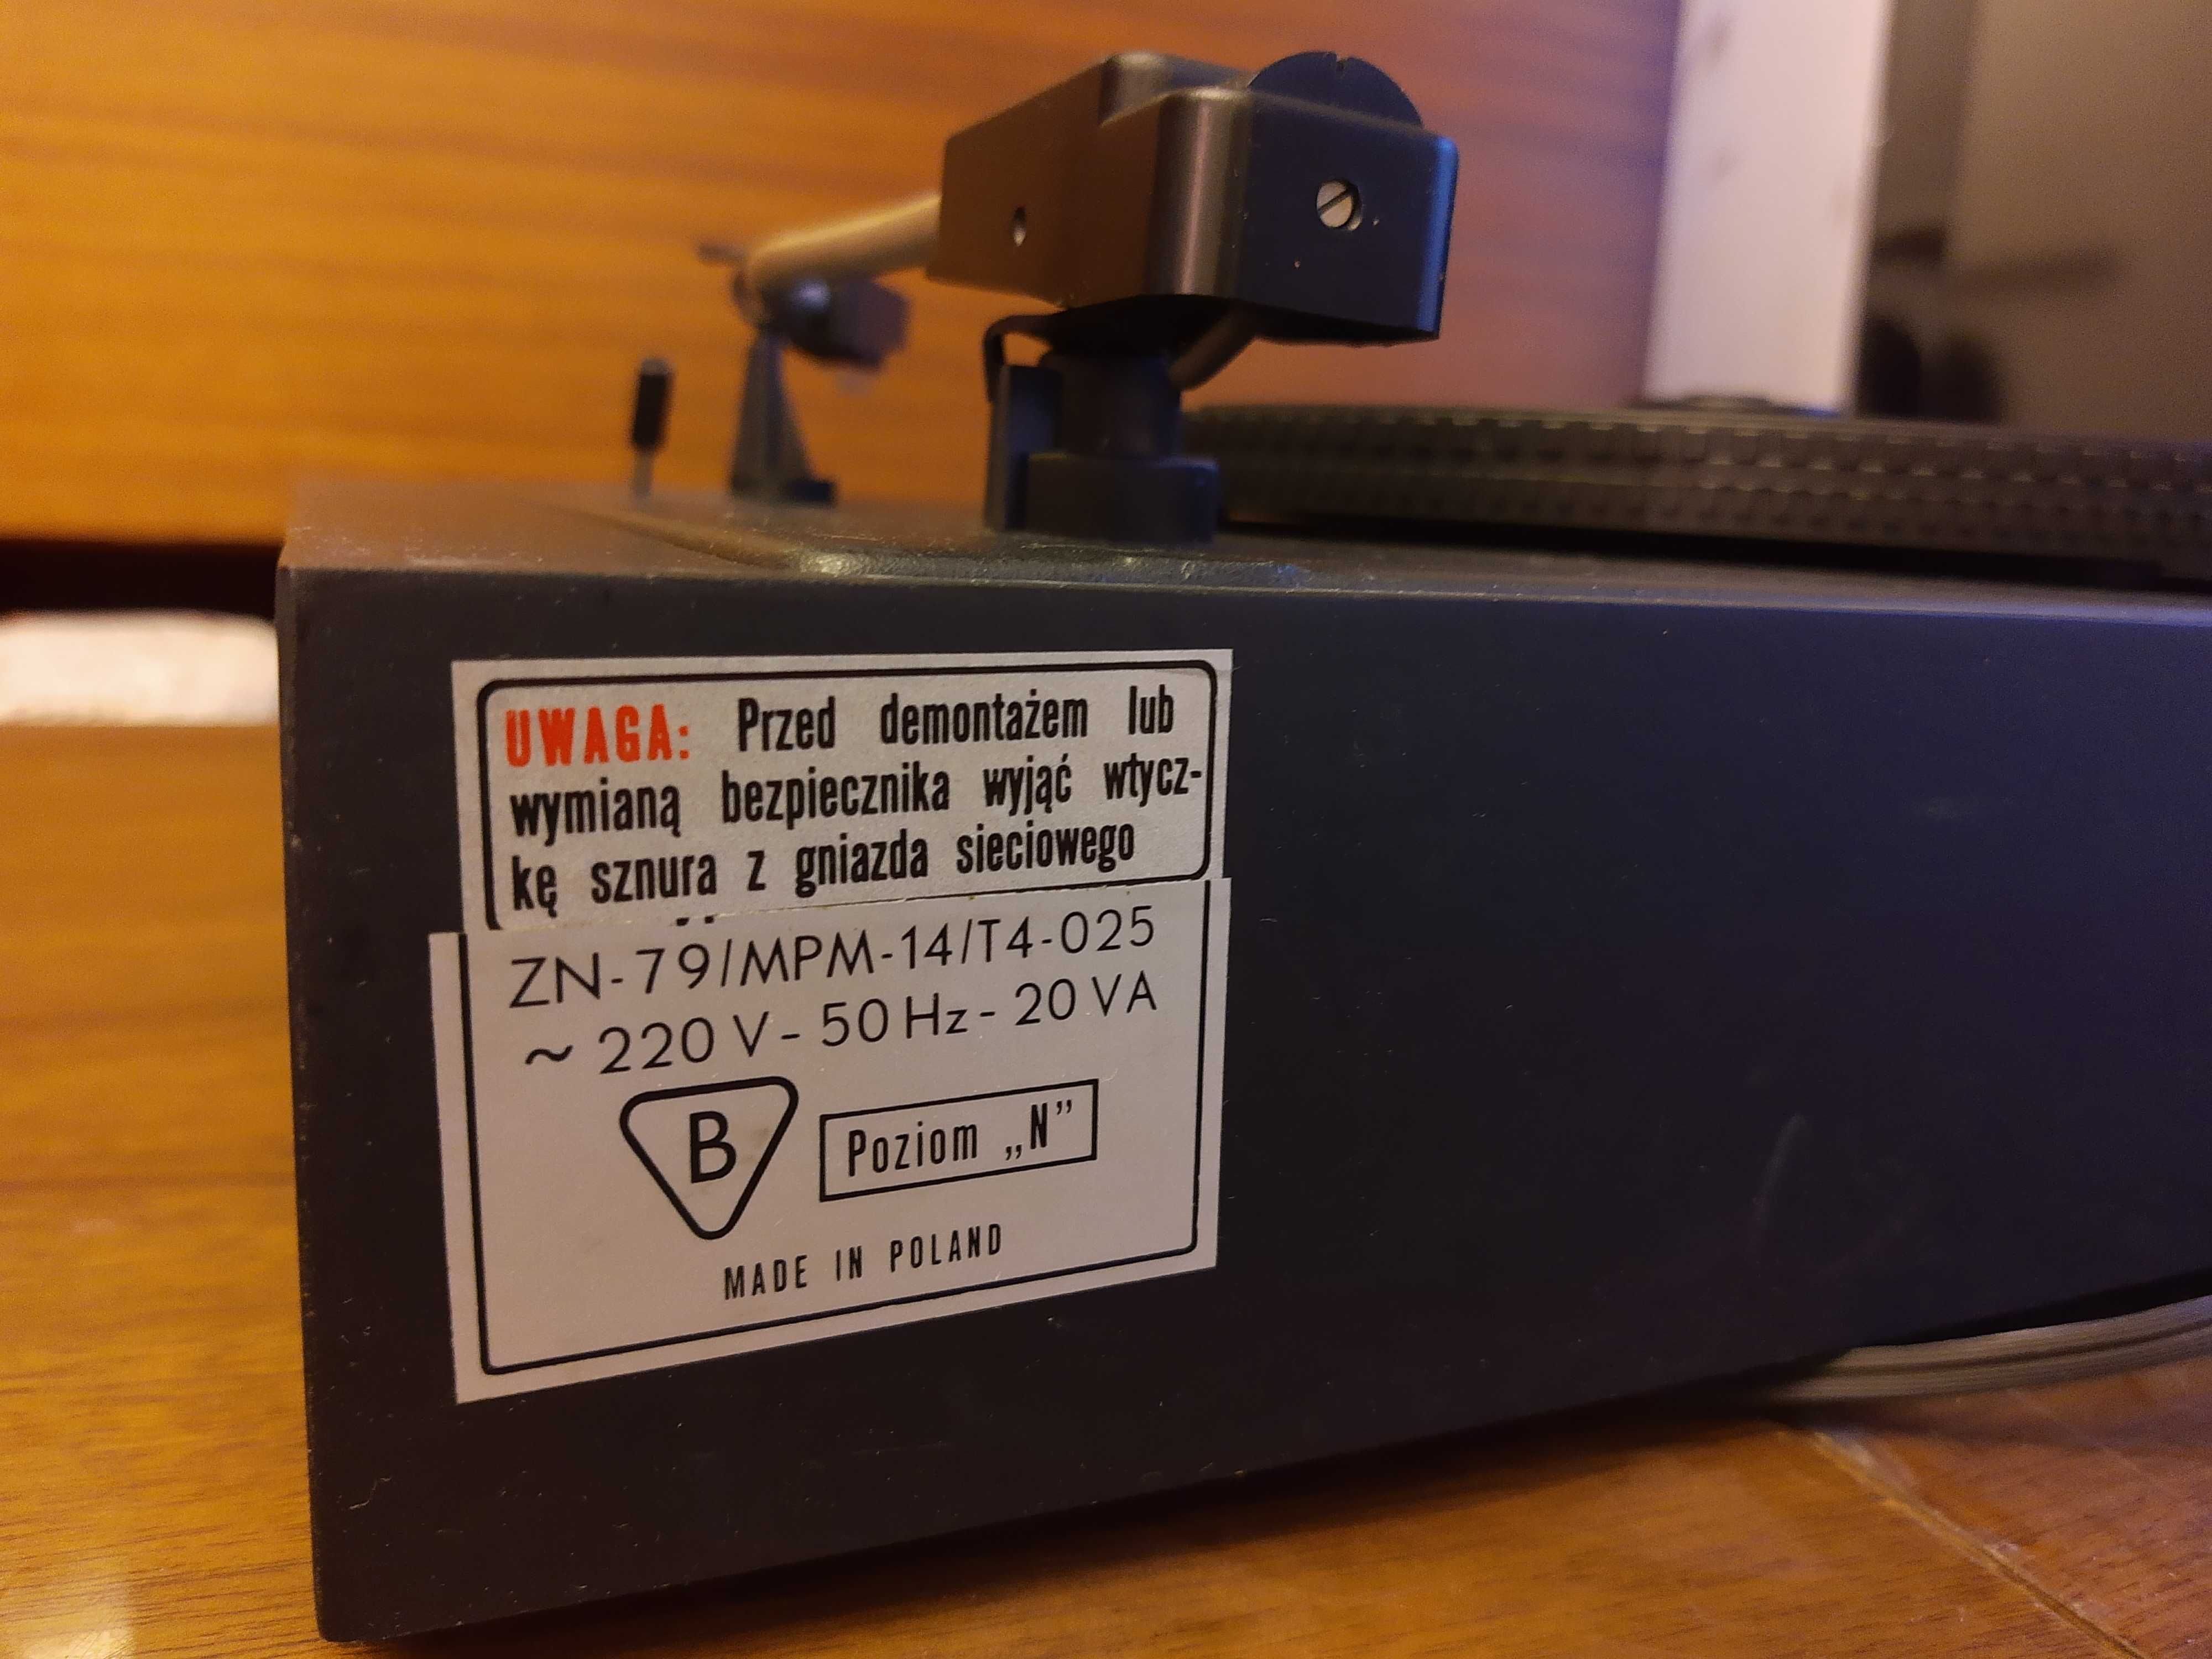 UWAGA: Przed demontażem lub
wymianą bezpiecznika wyjąć wtycz-
kę sznura z gniazda sieciowego
ZN-79/MPM-14/T4-025
~ 220 V - 50 Hz - 20 VA
B
Poziom „N”
MADE IN POLAND